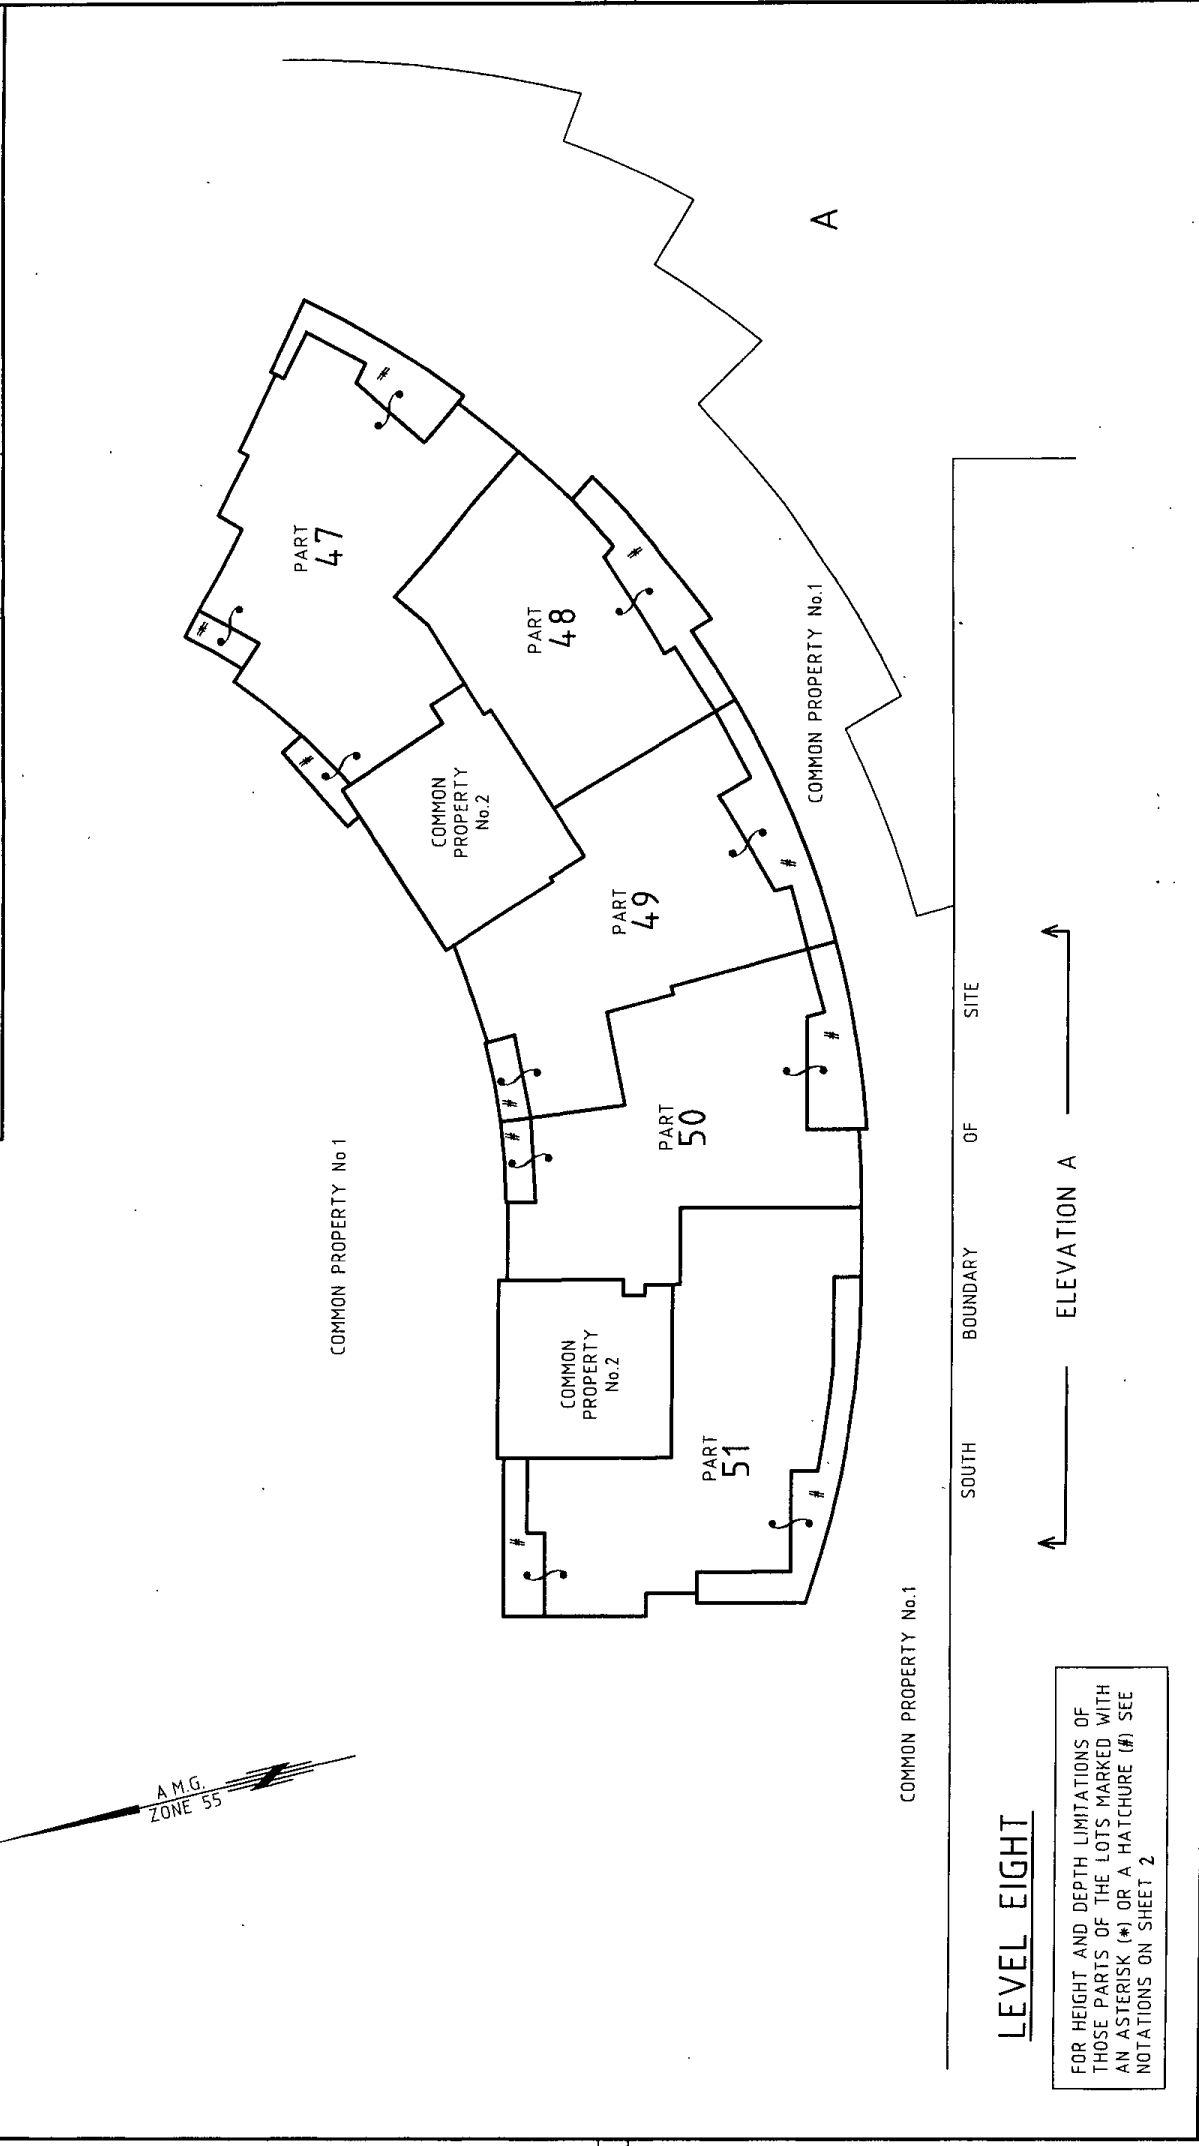 A.M.G.
ZONE 55
COMMON PROPERTY No 1
PART
47
PART
48
COMMON
PROPERTY
No.2
PART
49
PART
50
COMMON
PROPERTY
No.2
PART
51
#
#
#
#
#
#
#
#
#
#
A
COMMON PROPERTY No.1
COMMON PROPERTY No.1
SOUTH BOUNDARY OF SITE
ELEVATION A
LEVEL EIGHT
FOR HEIGHT AND DEPTH LIMITATIONS OF
THOSE PARTS OF THE LOTS MARKED WITH
AN ASTERISK (*) OR A HATCHURE (#) SEE
NOTATIONS ON SHEET 2